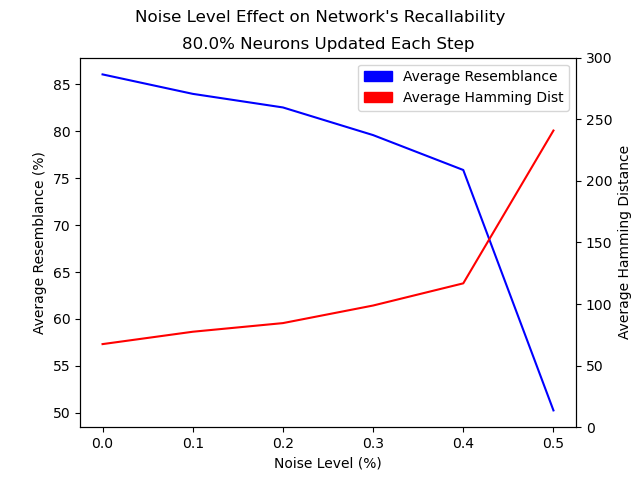 Noise Level Effect on Network's Recallability
80.0% Neurons Updated Each Step
Average Resemblance
Average Hamming Dist
Average Resemblance (%)
85
80
75
70
65
60
55
50
300
250
200
150
100
50
0
Average Hamming Distance
0.0 0.1 0.2 0.3 0.4 0.5
Noise Level (%)